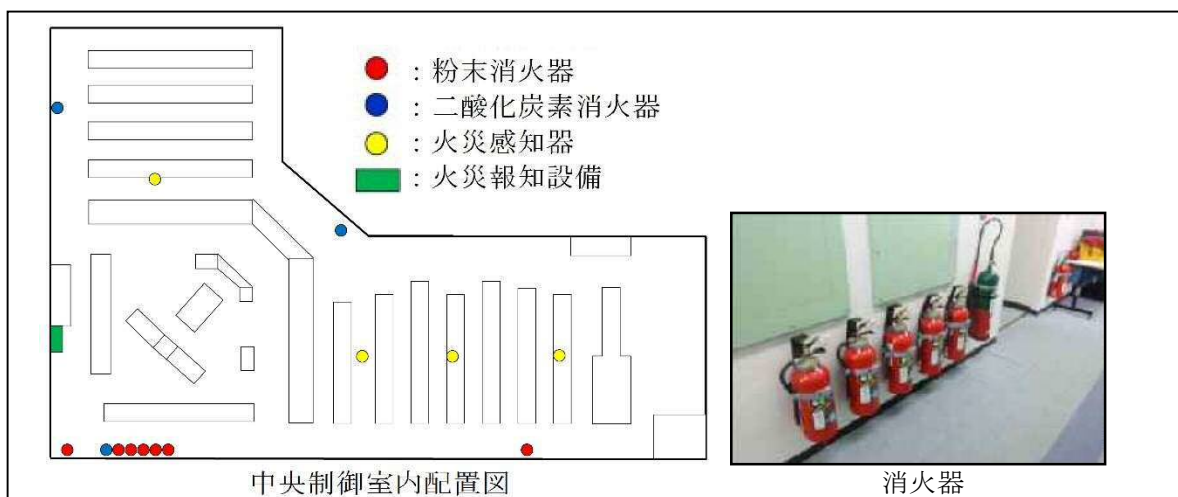 ：粉末消火器
：二酸化炭素消火器
：火災感知器
：火災報知設備
中央制御室内配置図
消火器